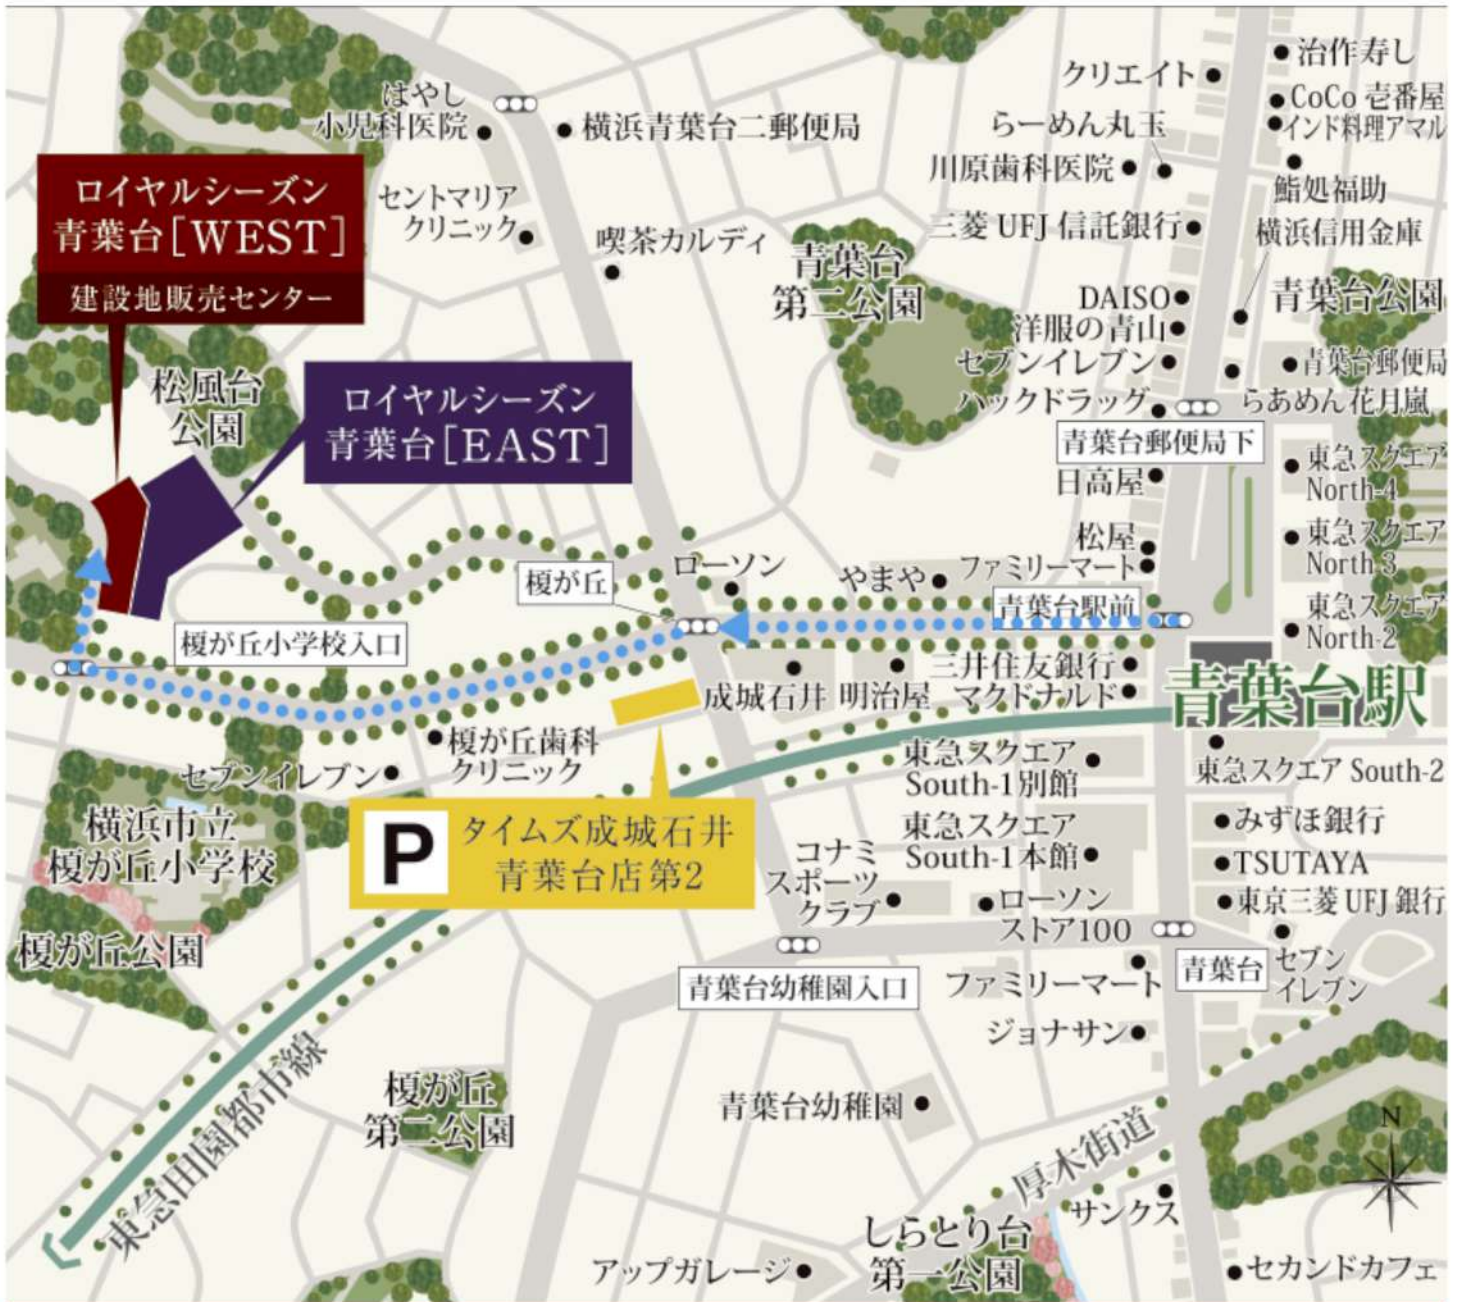 治作寿し
クリエイト
CoCo 壱番屋
インド料理アマル
はやし
小児科医院
横浜青葉台二郵便局
らーめん丸玉
川原歯科医院
鮨処福助
ロイヤルシーズン
青葉台[WEST]
建設地販売センター
セントマリア
クリニック
三菱 UFJ 信託銀行
横浜信用金庫
喫茶カルディ
青葉台
第二公園
DAISO
青葉台公園
洋服の青山
セブンイレブン
青葉台郵便局
松風台
公園
ロイヤルシーズン
青葉台[EAST]
ハックドラッグ
らあめん花月嵐
青葉台郵便局下
東急スクエア
North-4
日高屋
東急スクエア
North-3
松屋
ローソン
やまや
ファミリーマート
榎が丘
青葉台駅前
東急スクエア
North-2
榎が丘小学校入口
三井住友銀行
成城石井
明治屋
マクドナルド
青葉台駅
榎が丘歯科
クリニック
セブンイレブン
東急スクエア
South-1別館
東急スクエア South-2
横浜市立
榎が丘小学校
P
タイムズ成城石井
青葉台店第2
東急スクエア
South-1本館
みずほ銀行
TSUTAYA
コナミ
スポーツ
クラブ
ローソン
ストア100
東京三菱 UFJ 銀行
榎が丘公園
青葉台幼稚園入口
ファミリーマート
青葉台
セブン
イレブン
ジョナサン
東急田園都市線
榎が丘
第二公園
青葉台幼稚園
厚木街道
N
サンクス
しらとり台
第一公園
アップガレージ
セカンドカフェ